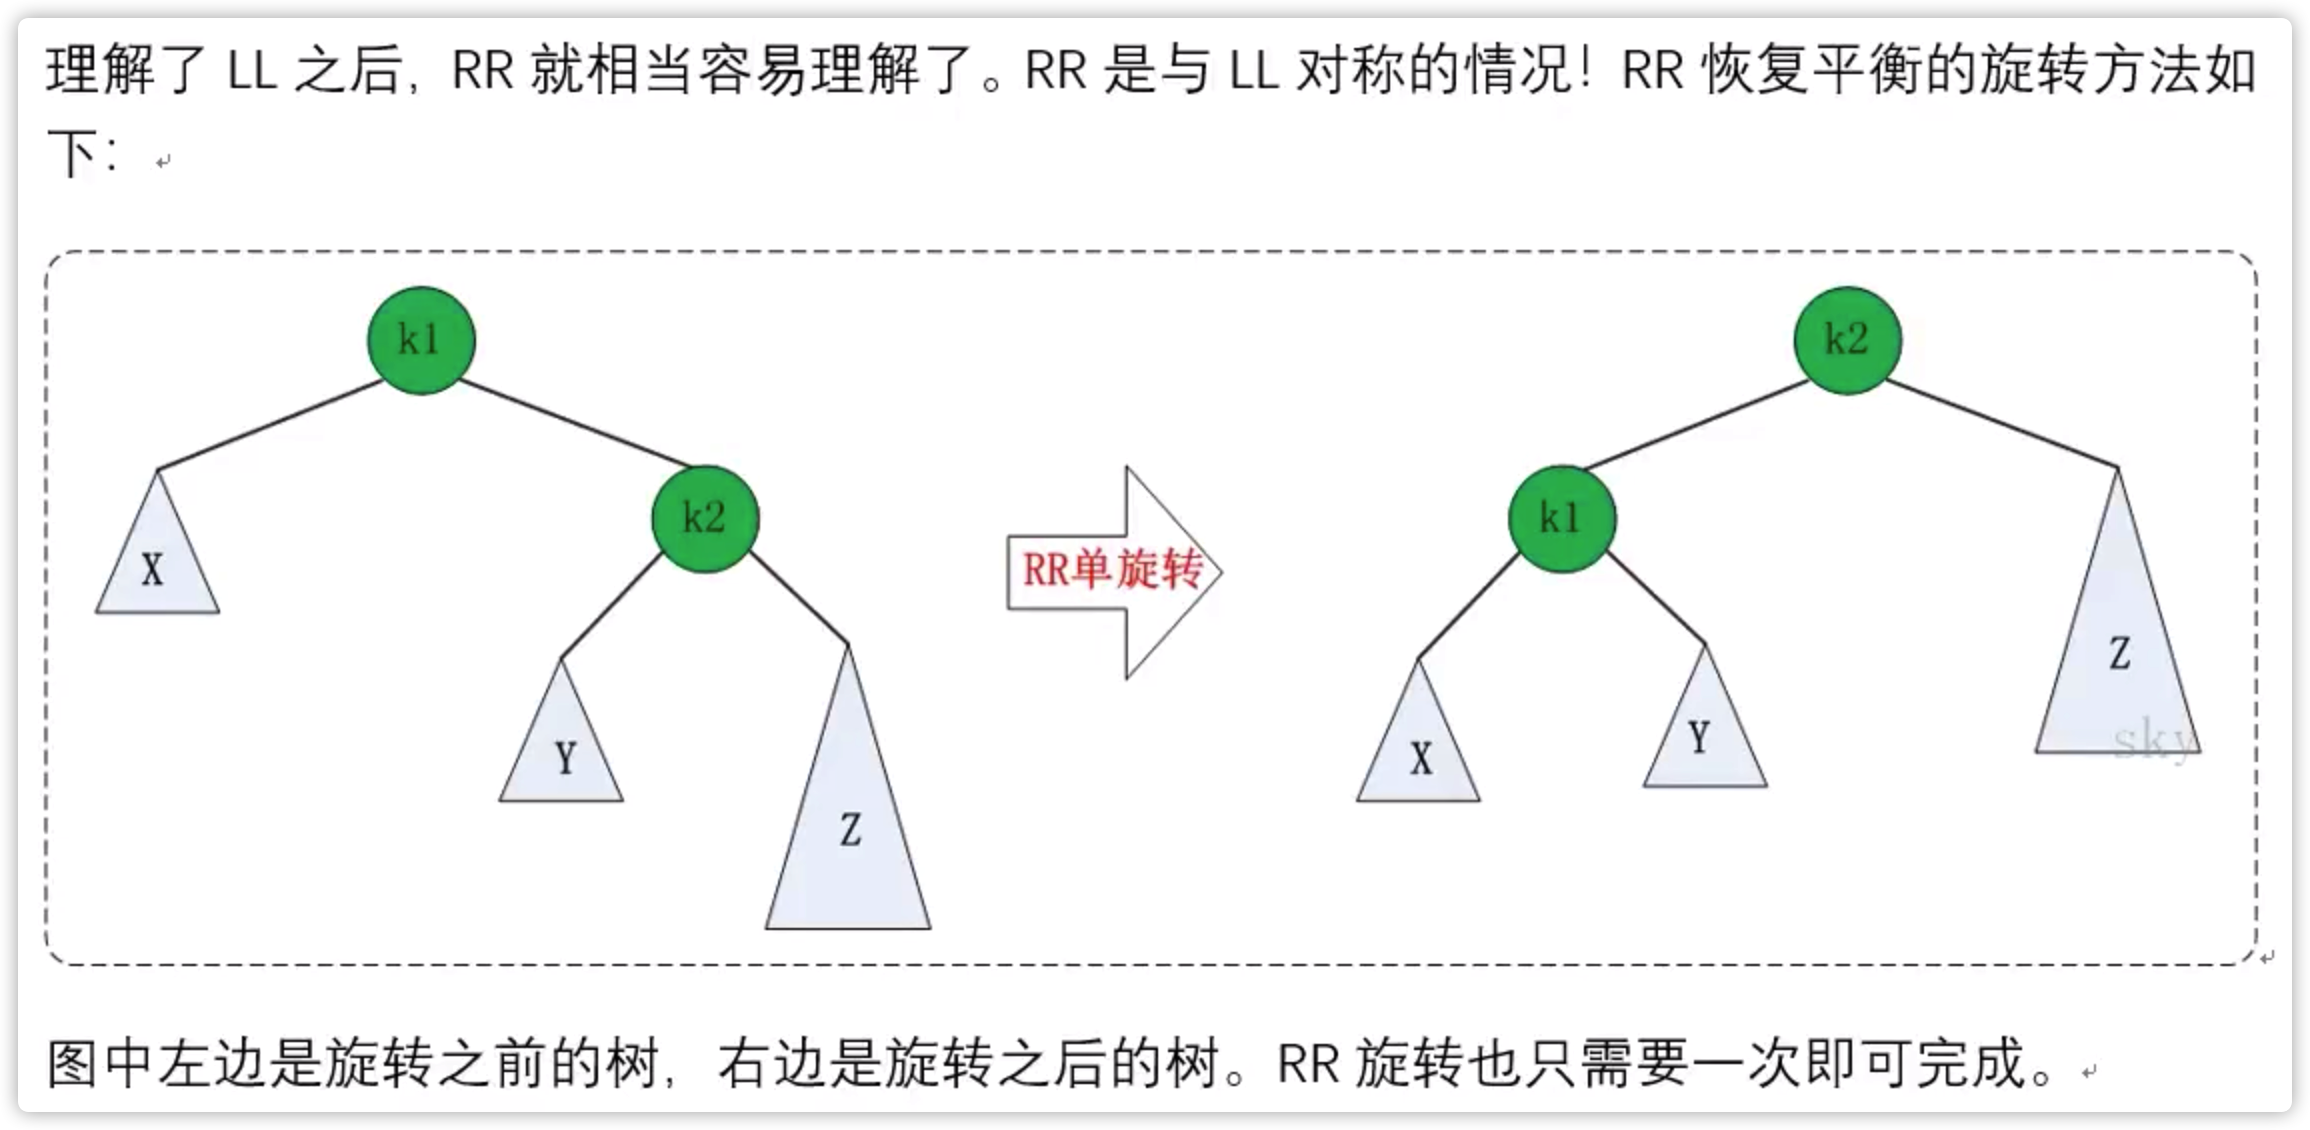 理解了 LL 之后，RR 就相当容易理解了。RR 是与 LL 对称的情况！RR 恢复平衡的旋转方法如
下：
k1
k2
X
k2
RR单旋转
k1
Y
Z
X
Y
Z
sky
图中左边是旋转之前的树，右边是旋转之后的树。RR 旋转也只需要一次即可完成。